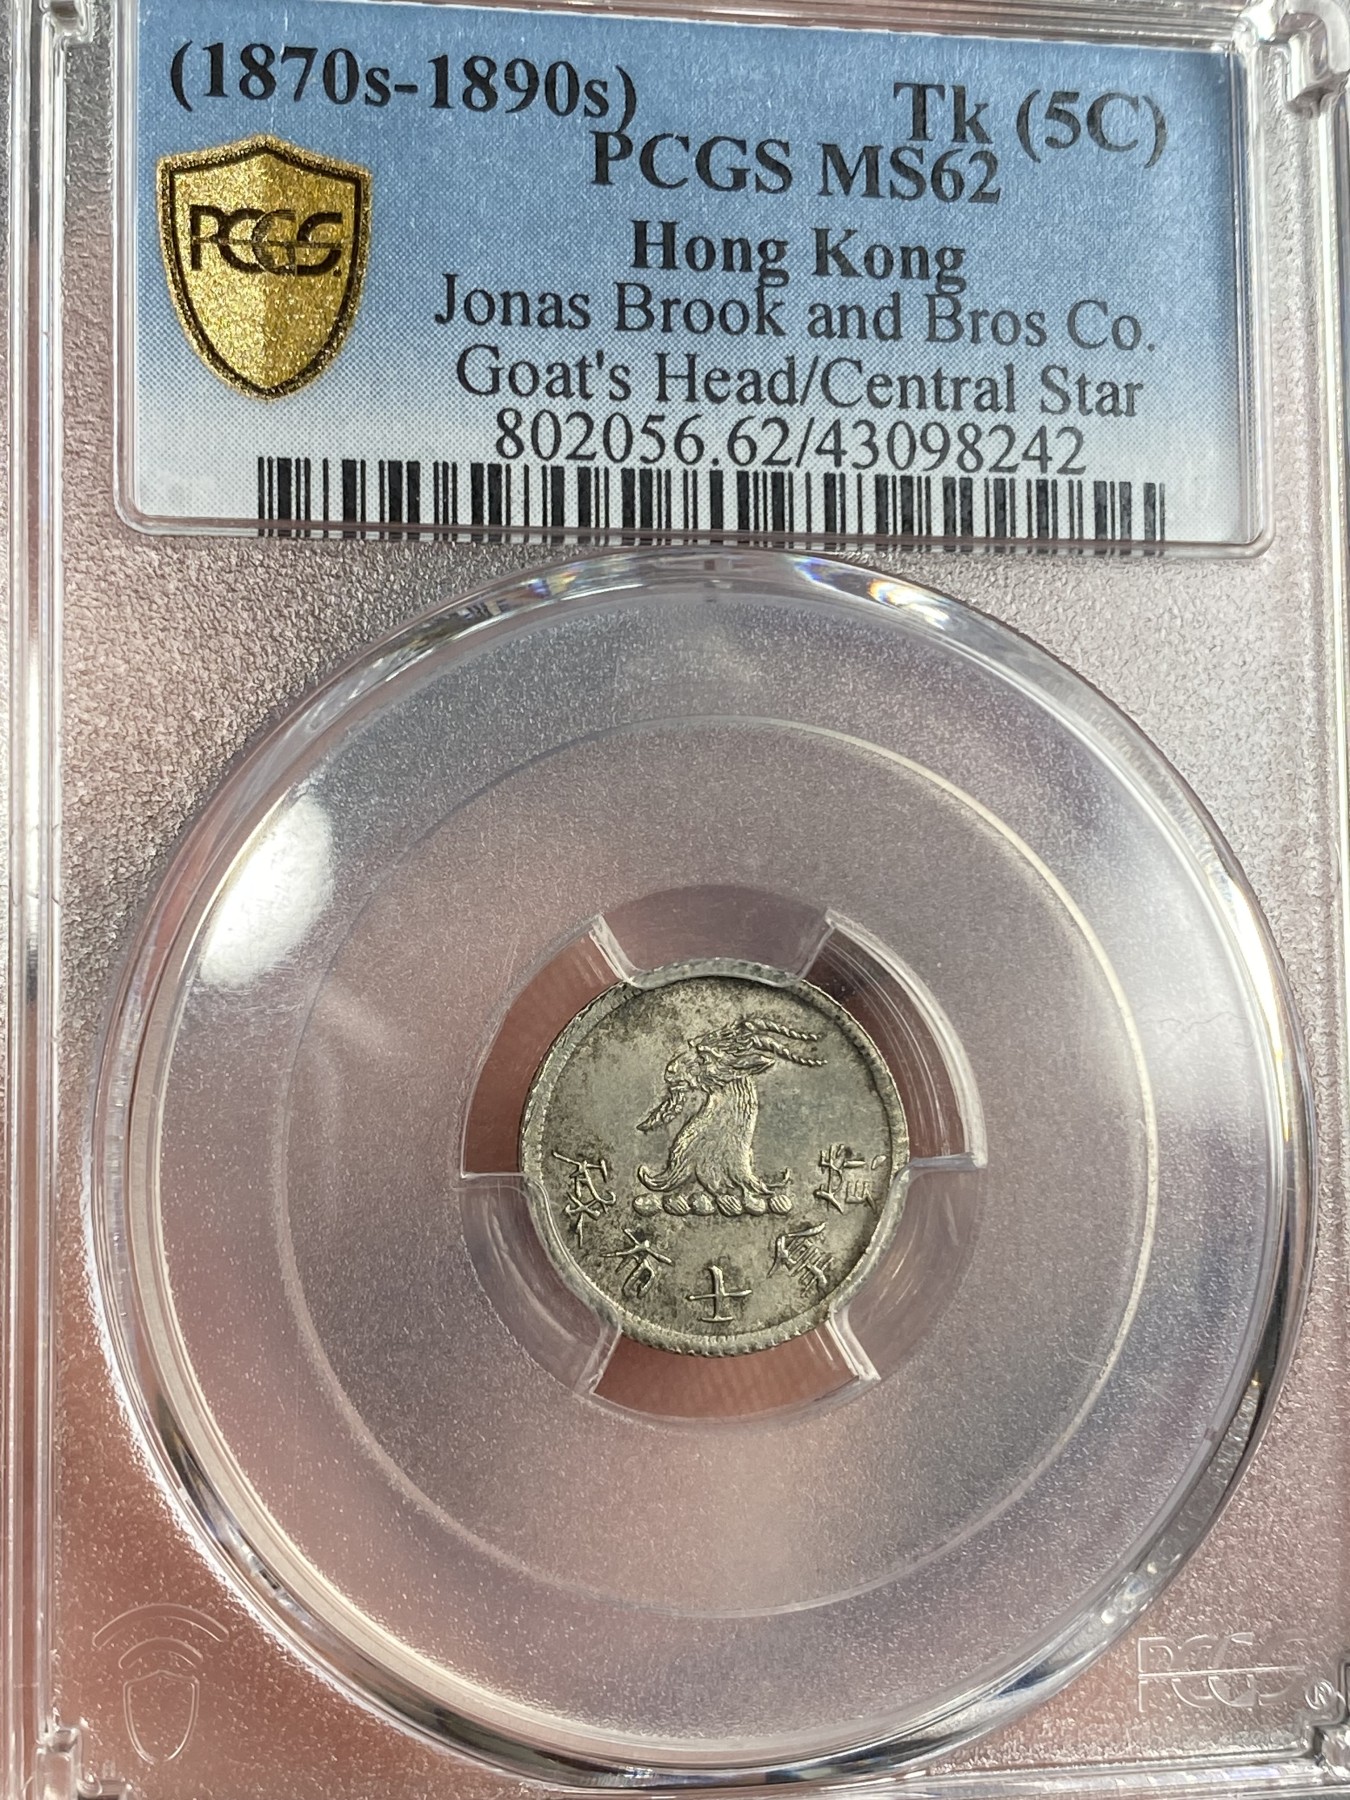 (1870s-1890s) Tk (5C)
PCGS MS62
PCGS
Hong Kong
Jonas Brook and Bros Co.
Goat's Head/Central Star
802056.62/43098242
士
PCGS®